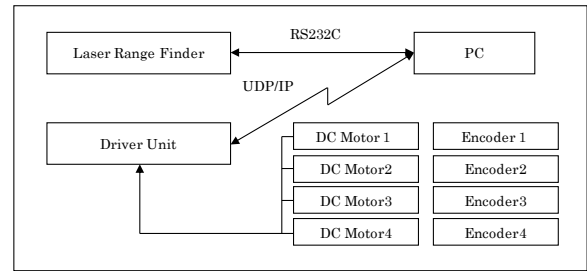 RS232C
Laser Range Finder
PC
UDP/IP
Driver Unit
DC Motor 1
Encoder 1
DC Motor2
Encoder2
DC Motor3
Encoder3
DC Motor4
Encoder4